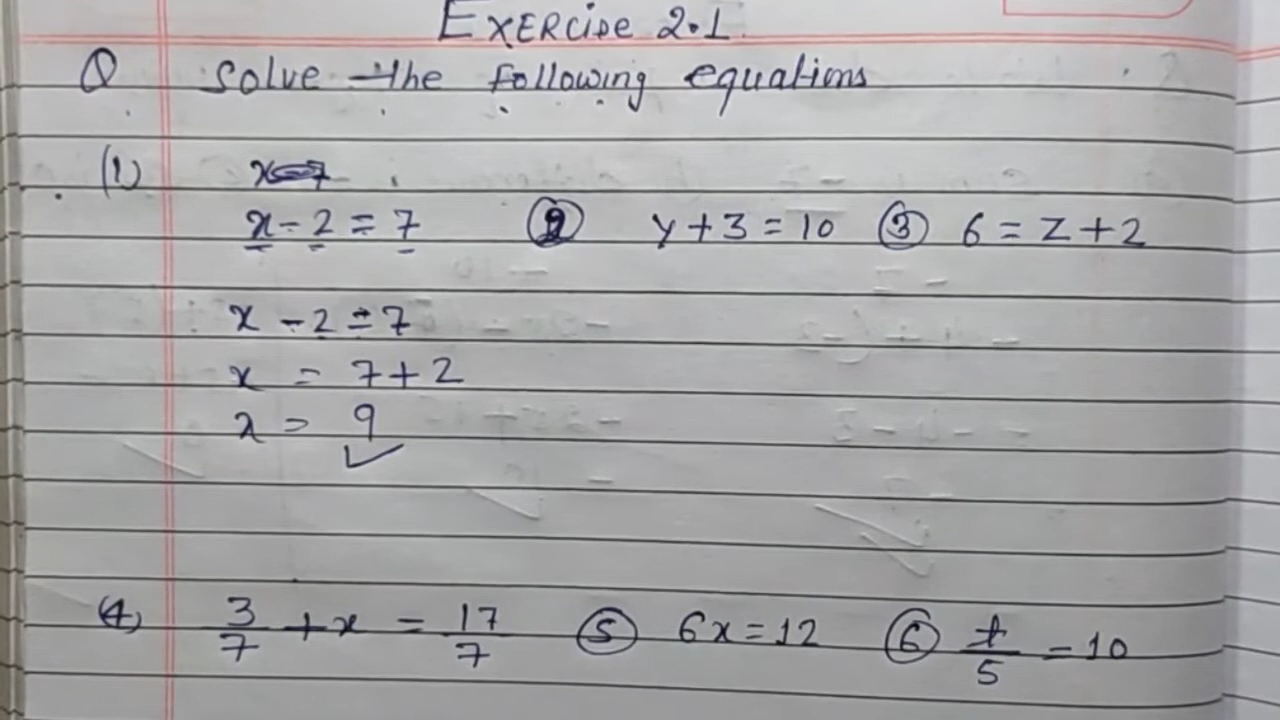 Exercise 2.1
Q Solve the following equations
(1)
x - 2 = 7 ② y + 3 = 10 ③ 6 = z + 2
x - 2 = 7
x = 7 + 2
x = 9
(4) 3/7 + x = 17/7 ⑤ 6x = 12 ⑥ t/5 = 10